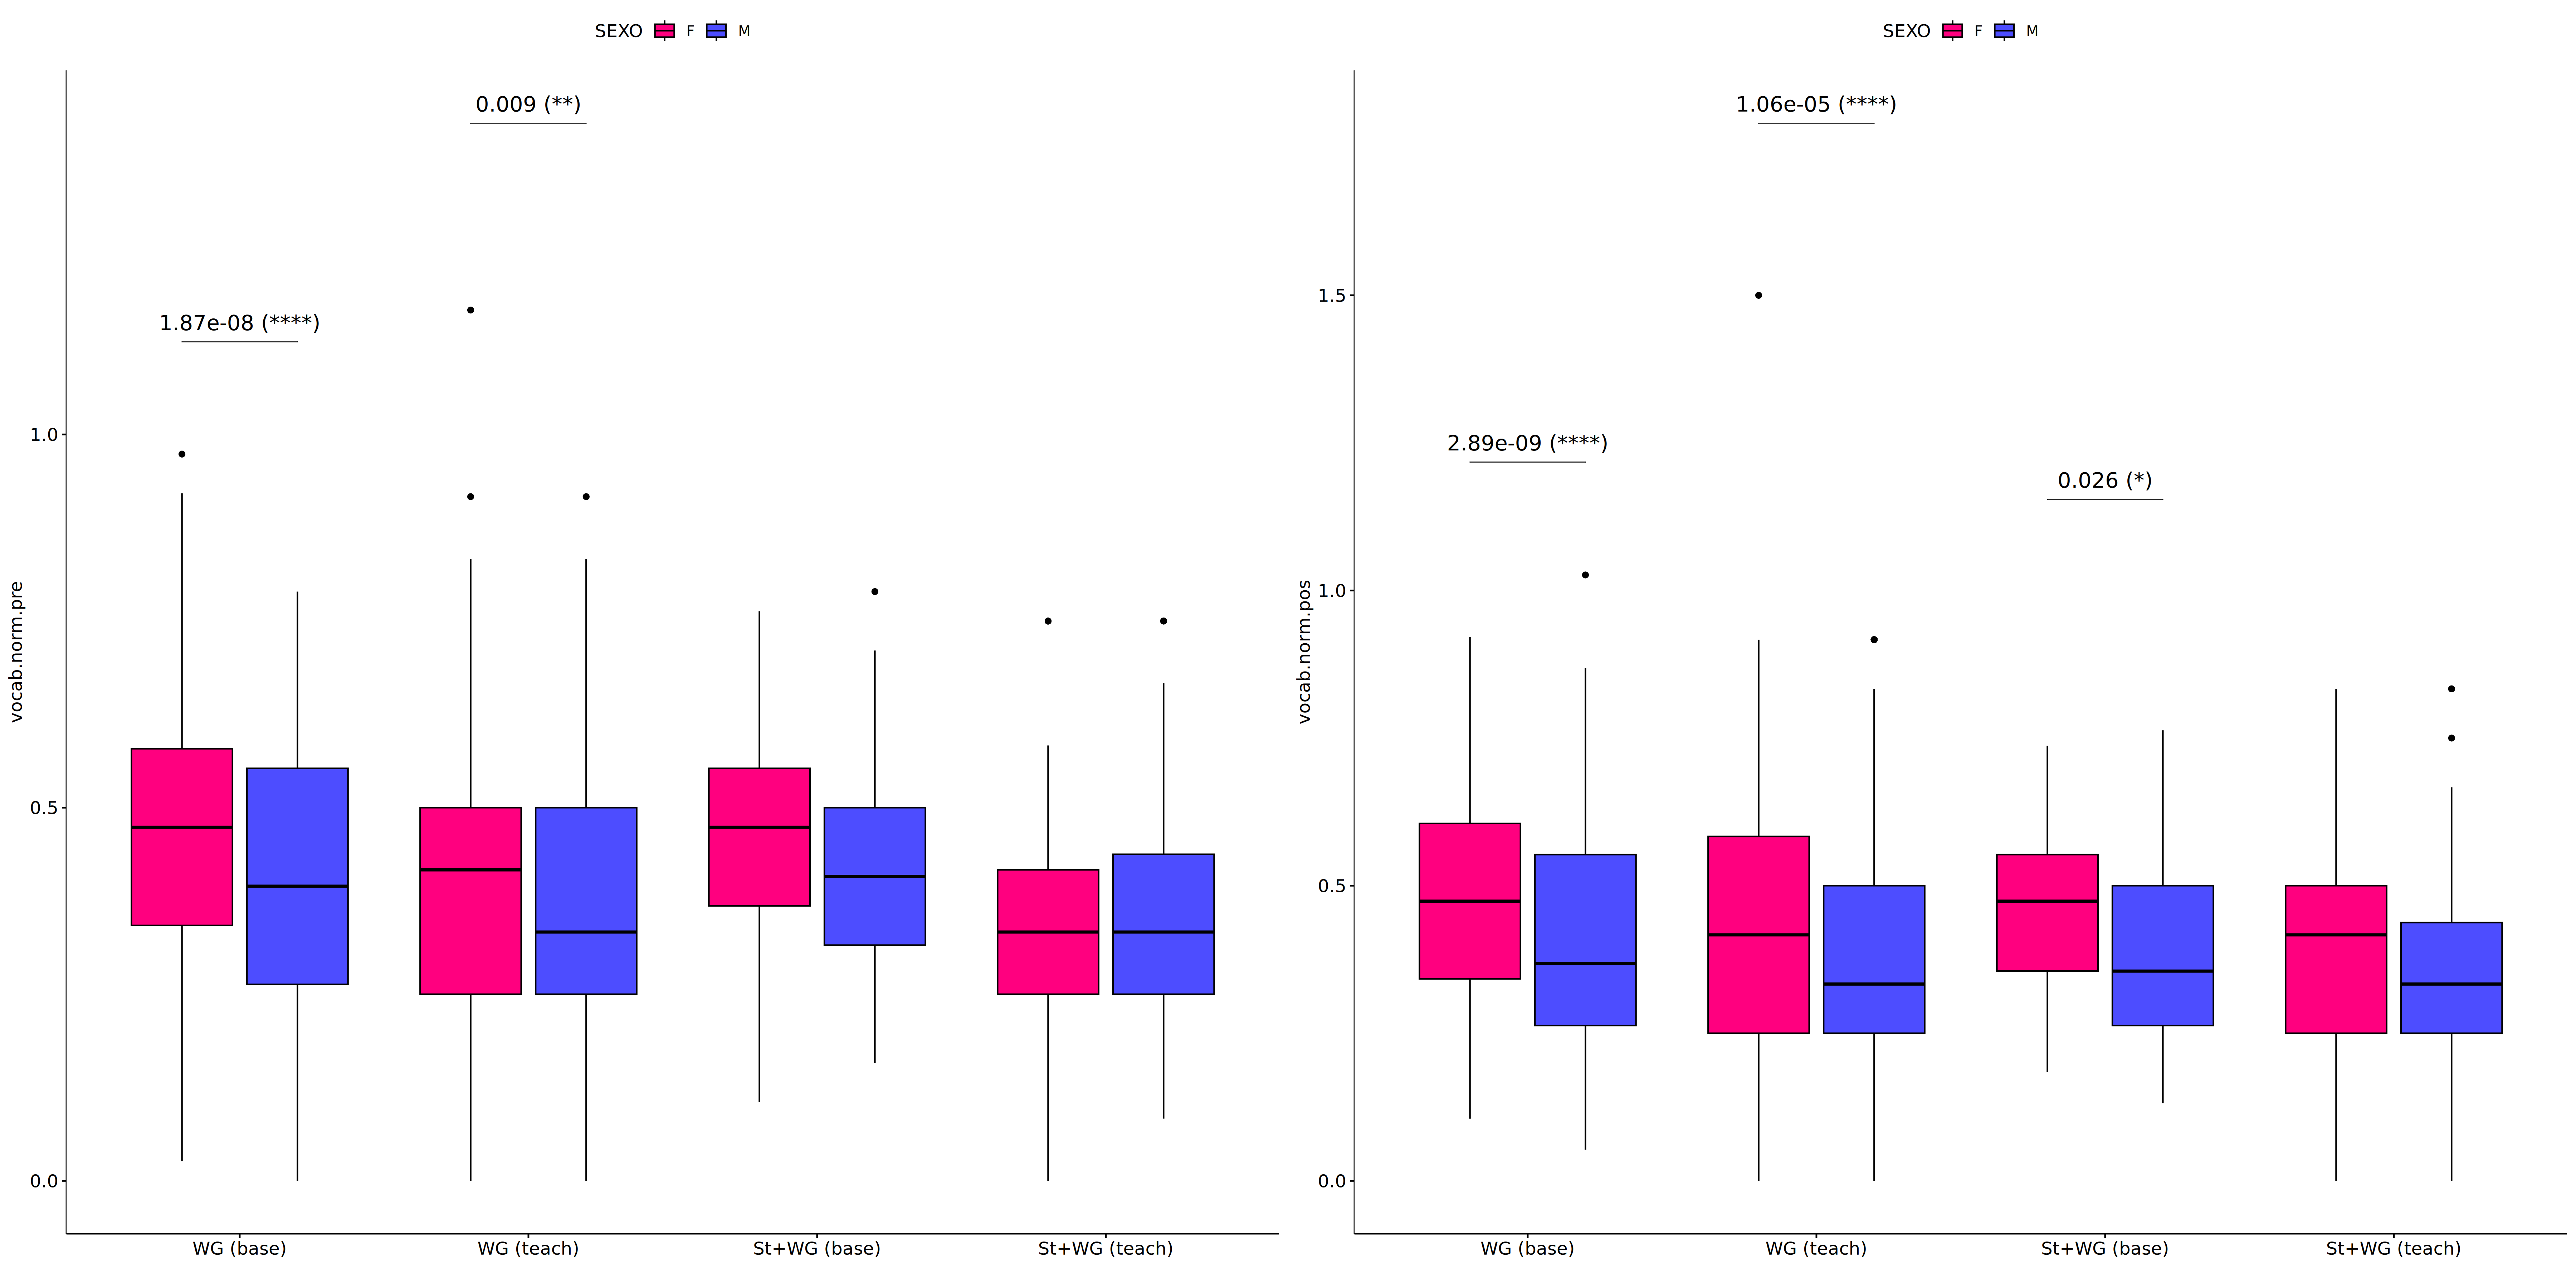 SEXO F M
0.009 (**)
1.87e-08 (****)
1.0
0.5
0.0
vocab.norm.pre
WG (base) WG (teach) St+WG (base) St+WG (teach)
SEXO F M
1.06e-05 (****)
2.89e-09 (****)
0.026 (*)
1.5
1.0
0.5
0.0
vocab.norm.pos
WG (base) WG (teach) St+WG (base) St+WG (teach)